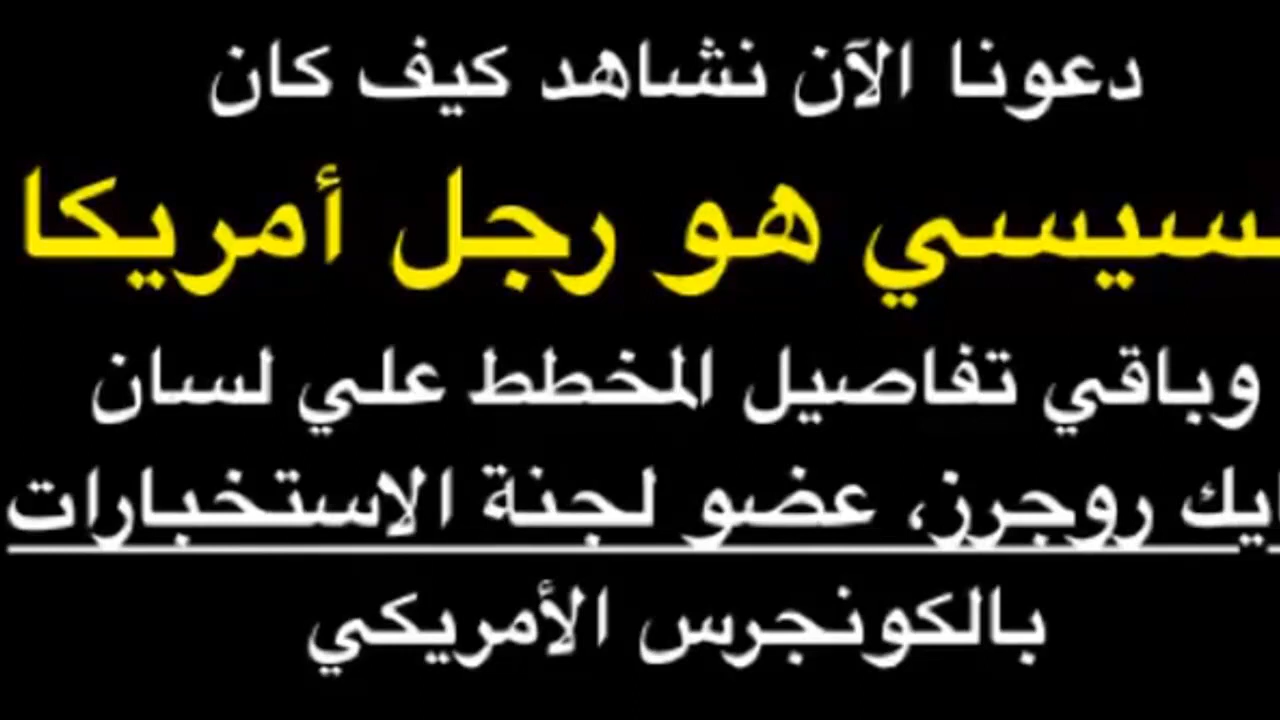 دعونا الآن نشاهد كيف كان
سيسي هو رجل أمريكا
وباقي تفاصيل المخطط علي لسان
ايك روجرز، عضو لجنة الاستخبارات
بالكونجرس الأمريكي